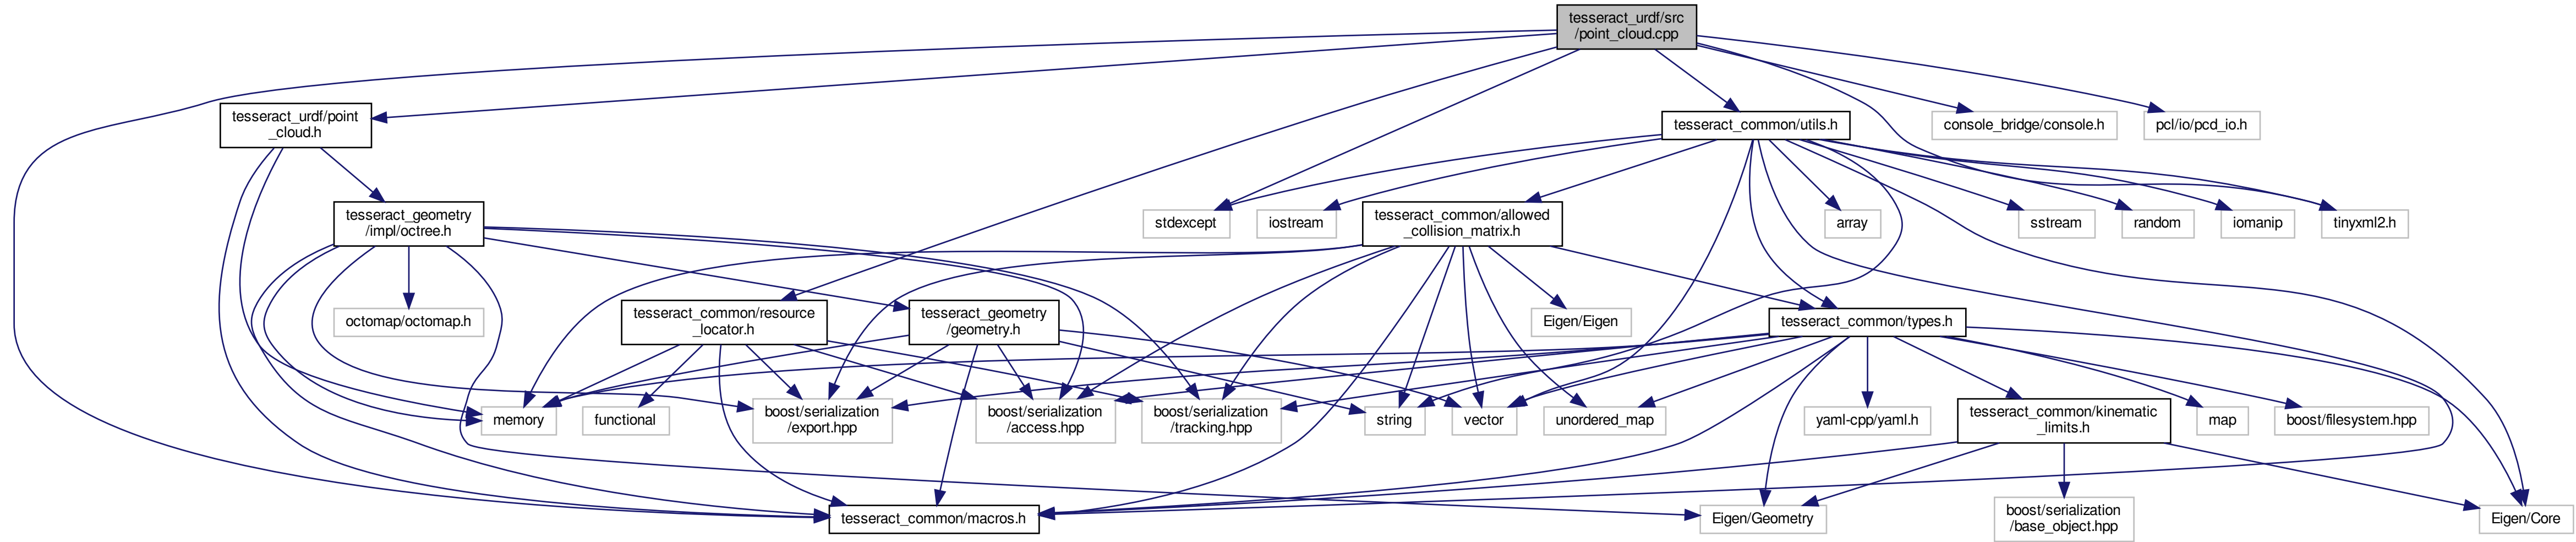 tesseract_urdf/src
/point_cloud.cpp
tesseract_urdf/point
_cloud.h
tesseract_common/utils.h
console_bridge/console.h
pcl/io/pcd_io.h
tesseract_geometry
/impl/octree.h
stdexcept
iostream
tesseract_common/allowed
_collision_matrix.h
array
sstream
random
iomanip
tinyxml2.h
octomap/octomap.h
tesseract_common/resource
_locator.h
tesseract_geometry
/geometry.h
Eigen/Eigen
tesseract_common/types.h
memory
functional
boost/serialization
/export.hpp
boost/serialization
/access.hpp
boost/serialization
/tracking.hpp
string
vector
unordered_map
yaml-cpp/yaml.h
tesseract_common/kinematic
_limits.h
map
boost/filesystem.hpp
tesseract_common/macros.h
Eigen/Geometry
boost/serialization
/base_object.hpp
Eigen/Core